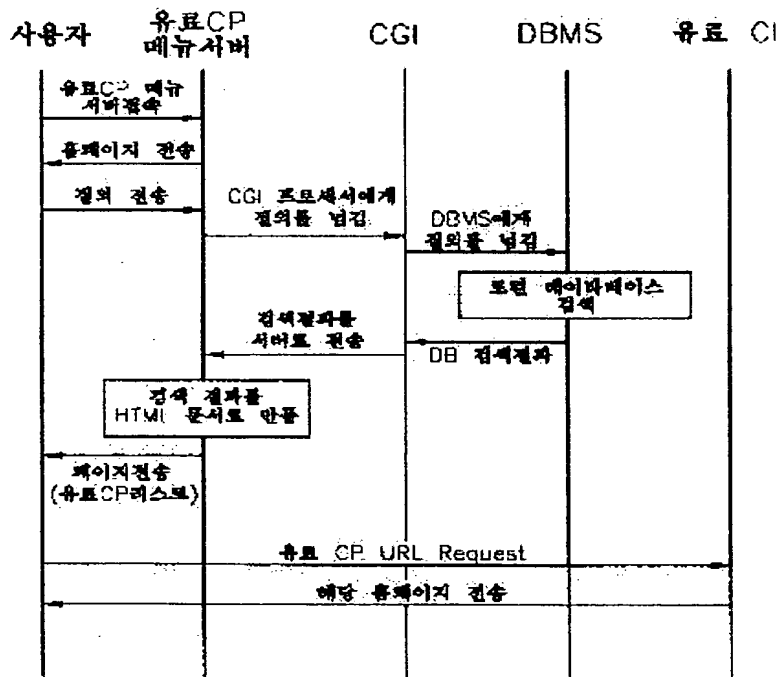 사용자
유료CP
메뉴서버
CGI
DBMS
유료 CI
유료CP 메뉴
서버접속
홈페이지 전송
질의 전송
CGI 프로세서에게
질의를 넘김
DBMS에게
질의를 넘김
로컬 데이타베이스
검색
검색결과를
서버로 전송
DB 검색결과
검색 결과를
HTML 문서로 만듦
페이지전송
(유료CP리스트)
유료 CP URL Request
해당 홈페이지 전송